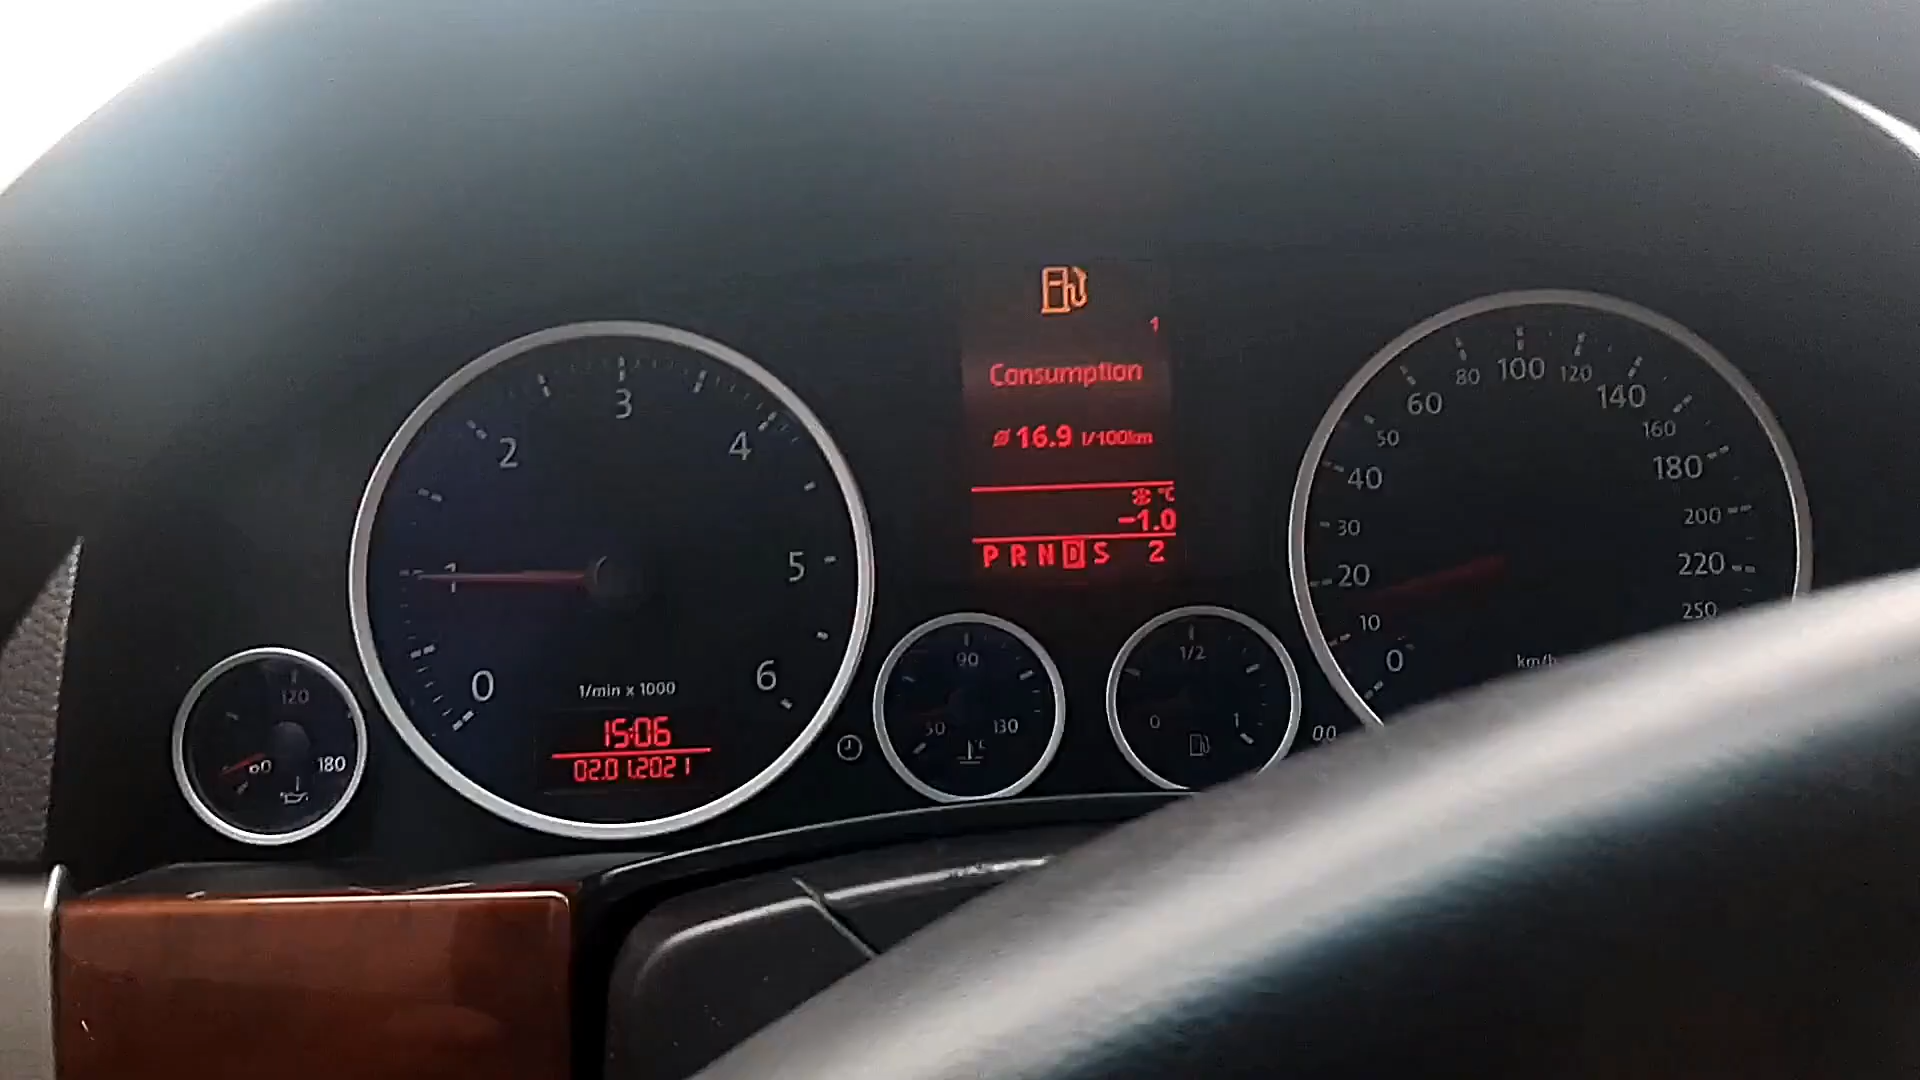 1
Consumption
Ø 16.9 l/100km
°C
-1.0
P R N D S 2
0 1 2 3 4 5 6
1/min x 1000
15:06
02.01.2021
120
180
50 90 130
°C
0 1/2 1
0 10 20 30 40 50 60 80 100 120 140 160 180 200 220 250
km/h